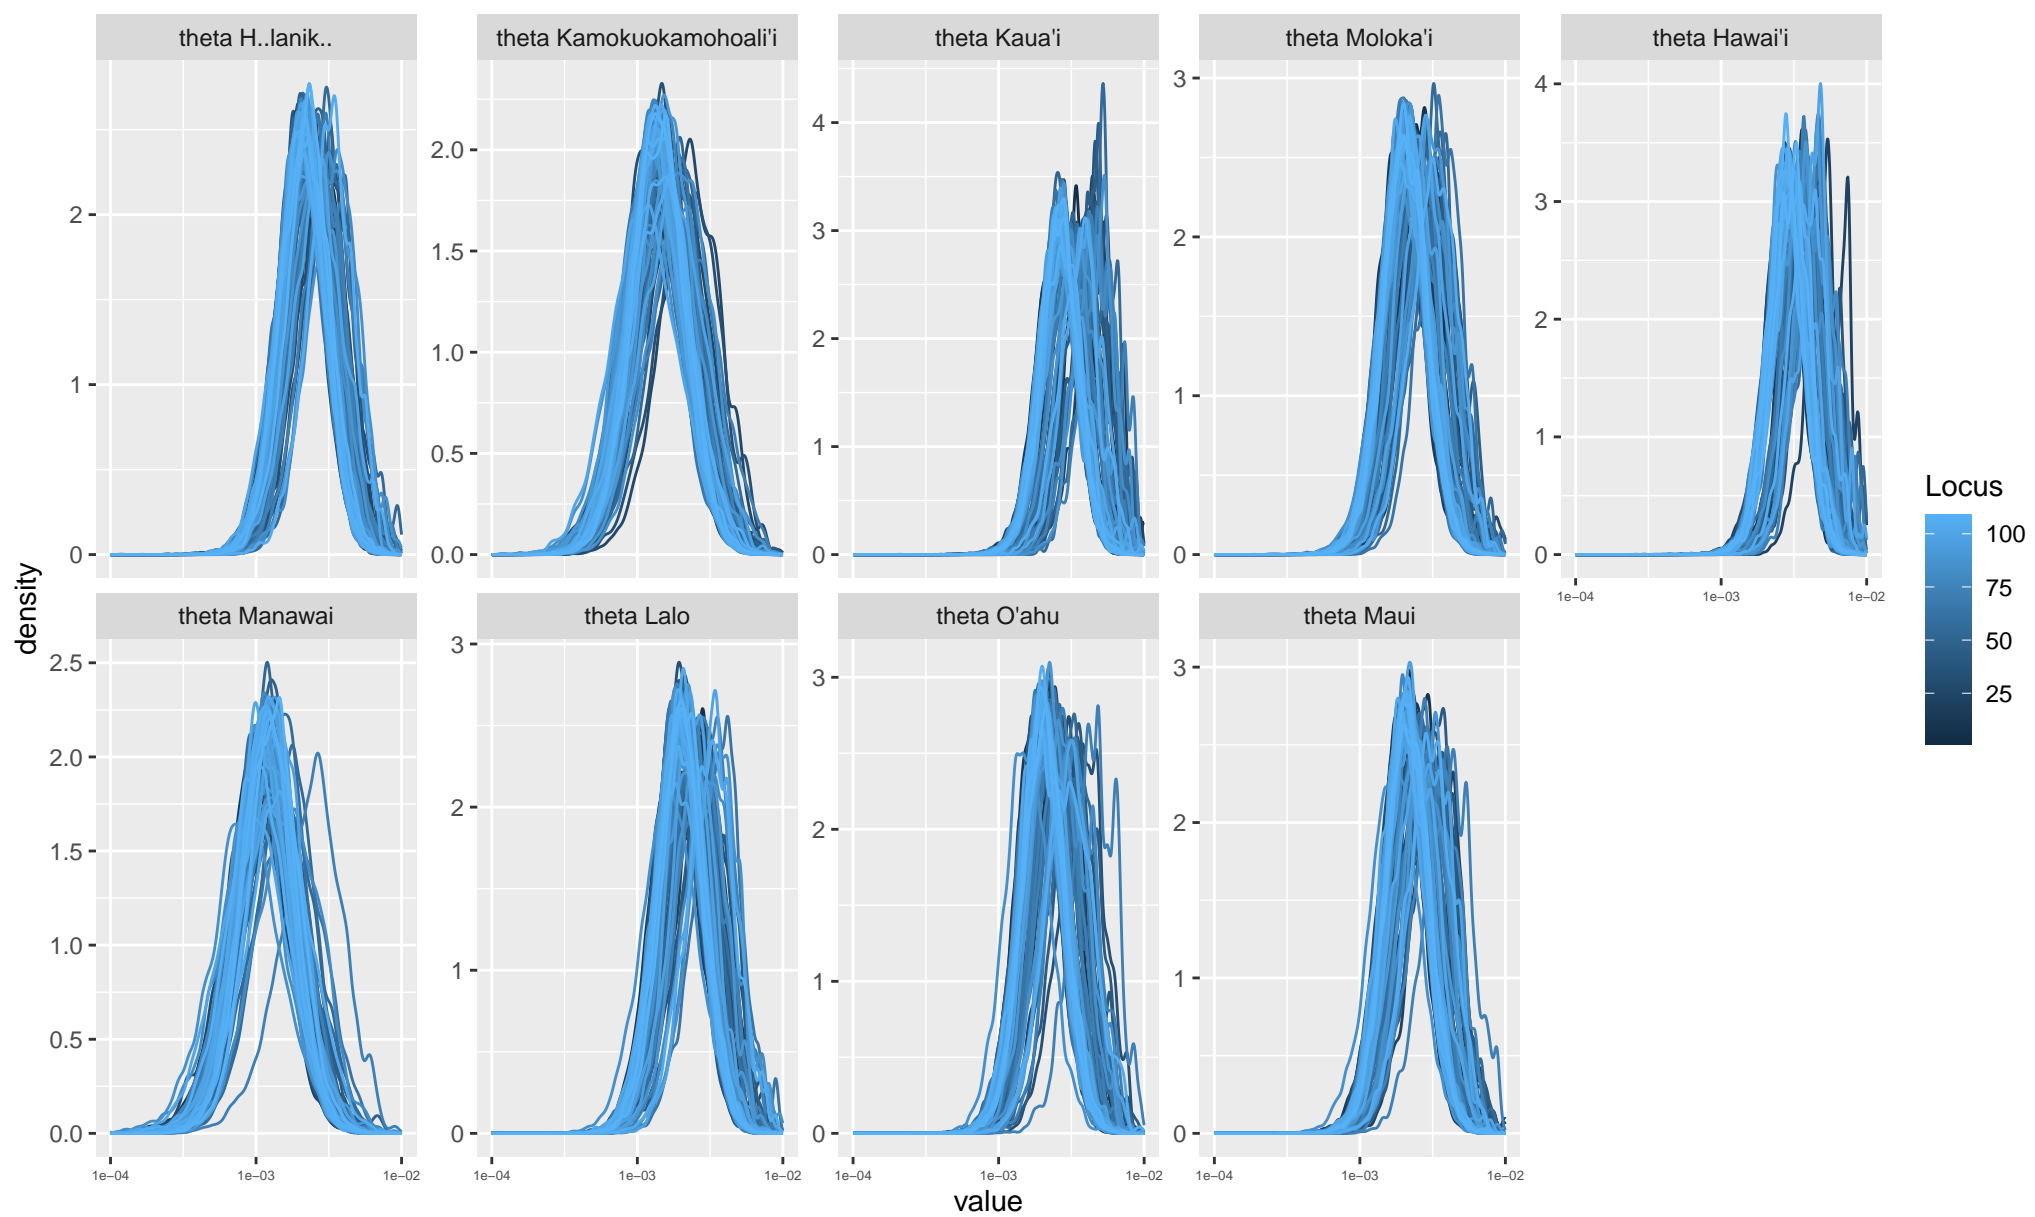 theta H..lanik..
theta Kamokuokamohoali'i
theta Kaua'i
theta Moloka'i
theta Hawai'i
2
1
0
2.0
1.5
1.0
0.5
0.0
4
3
2
1
0
3
2
1
0
4
3
2
1
0
1e−04
1e−03
1e−02
theta Manawai
theta Lalo
theta O'ahu
theta Maui
2.5
2.0
1.5
1.0
0.5
0.0
3
2
1
0
3
2
1
0
3
2
1
0
1e−04
1e−03
1e−02
1e−04
1e−03
1e−02
1e−04
1e−03
1e−02
1e−04
1e−03
1e−02
density
value
Locus
100
75
50
25